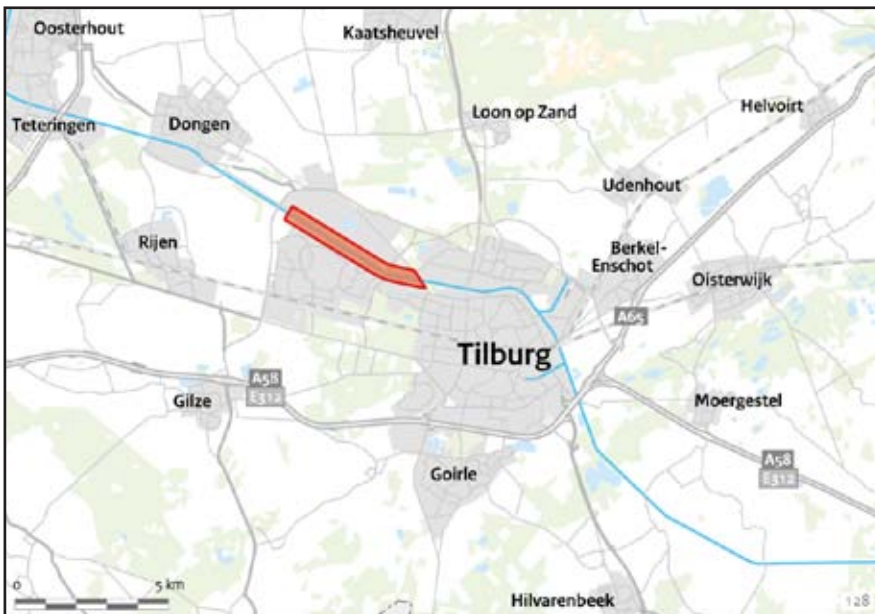 Oosterhout
Kaatsheuvel
Teteringen
Dongen
Loon op Zand
Helvoirt
Udenhout
Rijen
Berkel-
Enschot
Oisterwijk
A65
Tilburg
A58
E312
Gilze
Moergestel
Goirle
A58
E312
0
5 km
Hilvarenbeek
128